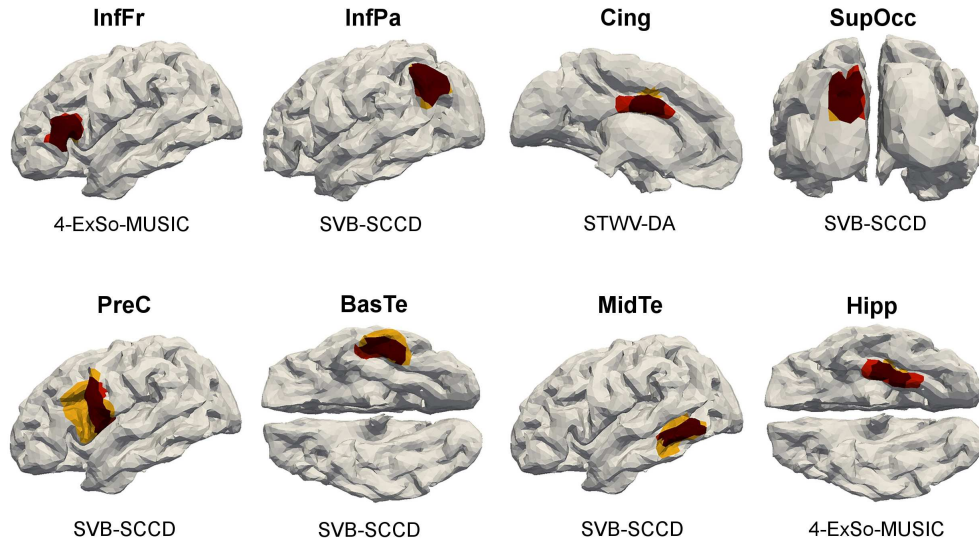 InfFr
InfPa
Cing
SupOcc
4-ExSo-MUSIC
SVB-SCCD
STWV-DA
SVB-SCCD
PreC
BasTe
MidTe
Hipp
SVB-SCCD
SVB-SCCD
SVB-SCCD
4-ExSo-MUSIC